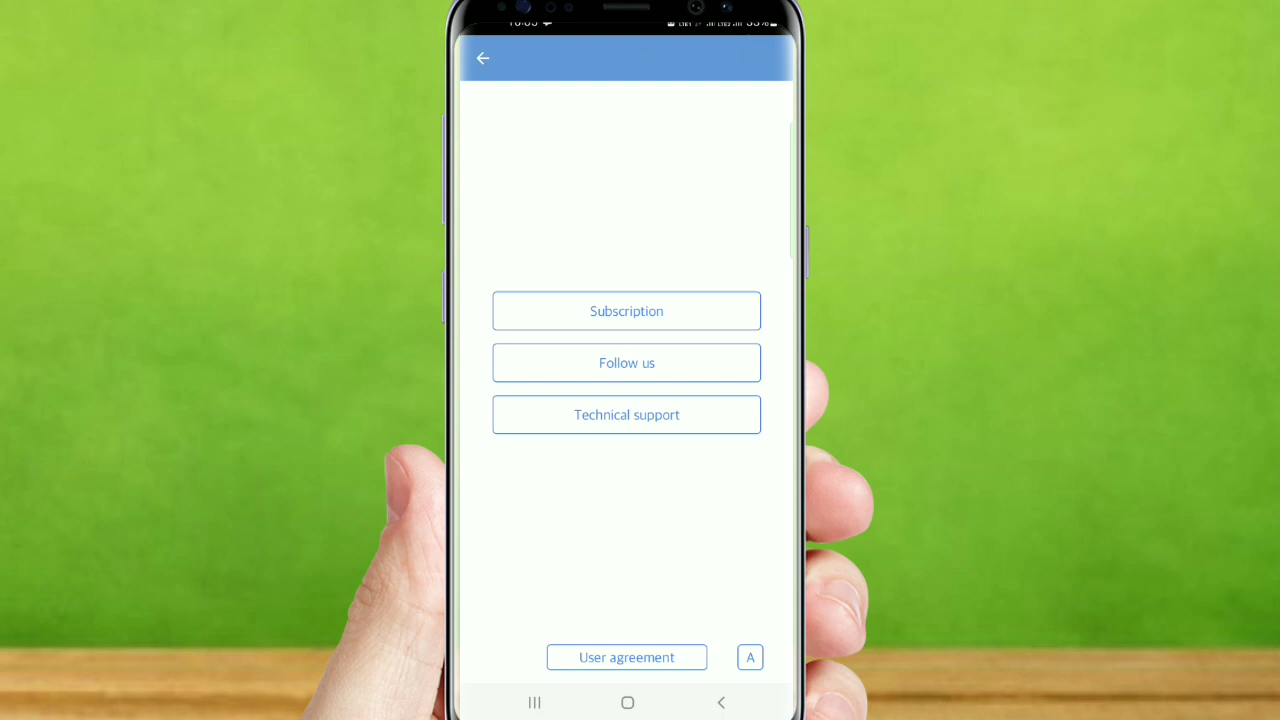 Subscription
Follow us
Technical support
User agreement
A